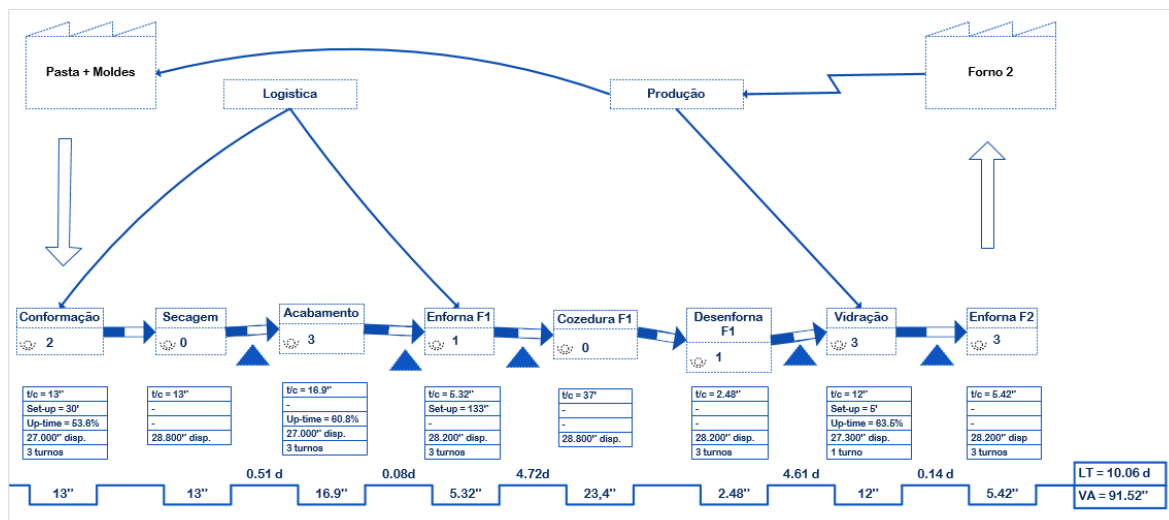 Pasta + Moldes
Logistica
Produção
Forno 2
Conformação
2
Secagem
0
Acabamento
3
Enforna F1
1
Cozedura F1
0
Desenforna
F1
1
Vidração
3
Enforna F2
3
t/c = 13"
Set-up = 30'
Up-time = 53.6%
27.000" disp.
3 turnos
t/c = 13"
-
-
28.800" disp.
t/c = 16.9"
-
Up-time = 60.8%
27.000" disp.
3 turnos
t/c = 5.32"
Set-up = 133"
-
28.200" disp.
3 turnos
t/c = 37'
-
-
28.800" disp.
t/c = 2.48"
-
-
28.200" disp.
3 turnos
t/c = 12"
Set-up = 5'
Up-time = 63.5%
27.300" disp.
1 turno
t/c = 5.42"
-
-
28.200" disp
3 turnos
0.51 d
0.08d
4.72d
4.61 d
0.14 d
LT = 10.06 d
13''
13''
16.9''
5.32''
23,4''
2.48''
12''
5.42''
VA = 91.52''